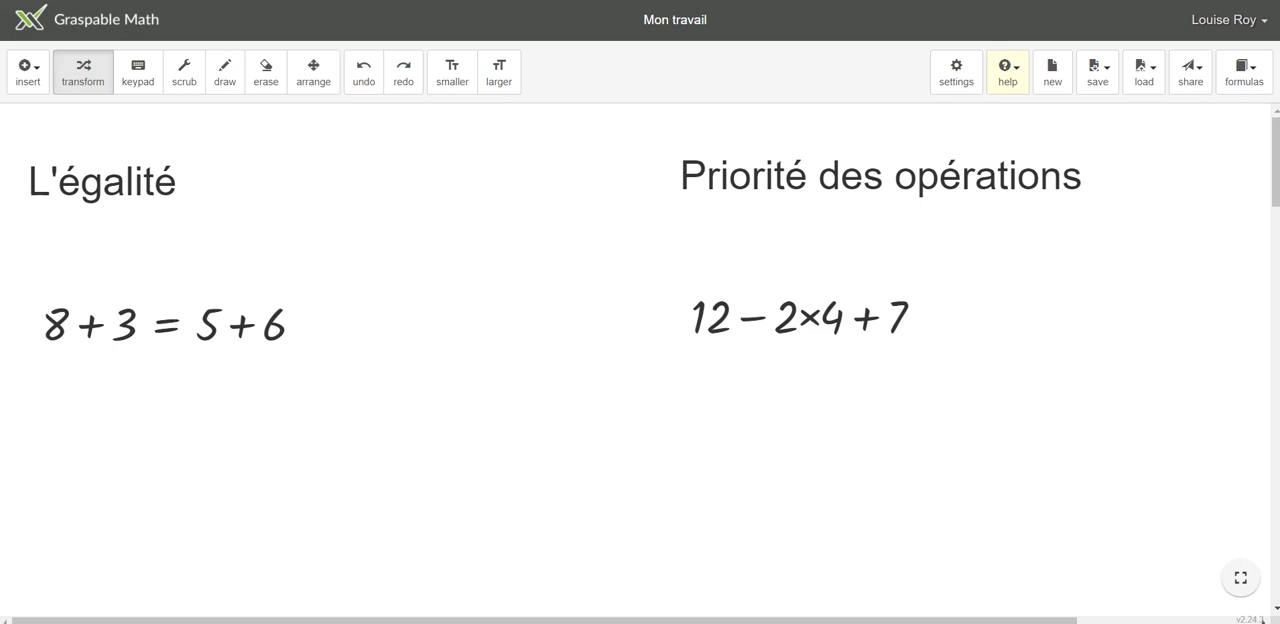 Graspable Math Mon travail Louise Roy
insert transform keypad scrub draw erase arrange undo redo smaller larger settings help new save load share formulas
L'égalité
Priorité des opérations
8 + 3 = 5 + 6
12 − 2×4 + 7